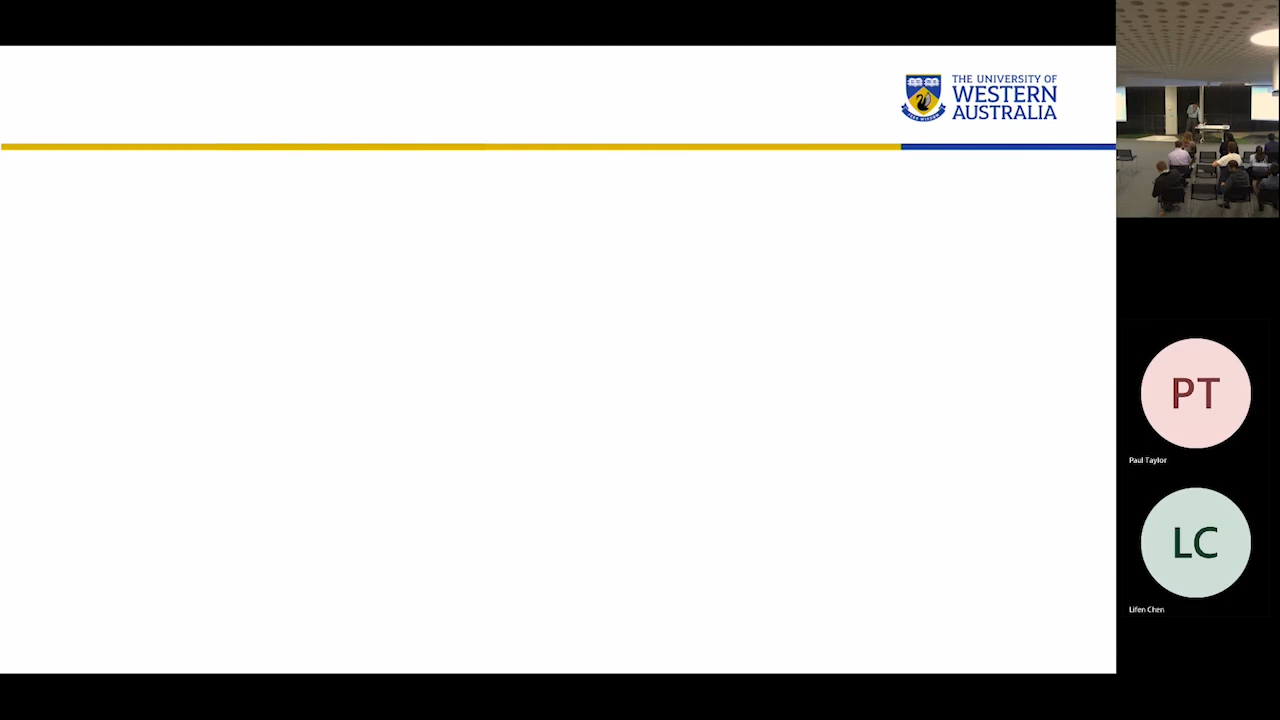 THE UNIVERSITY OF
WESTERN
AUSTRALIA
PT
Paul Taylor
LC
Lifen Chen